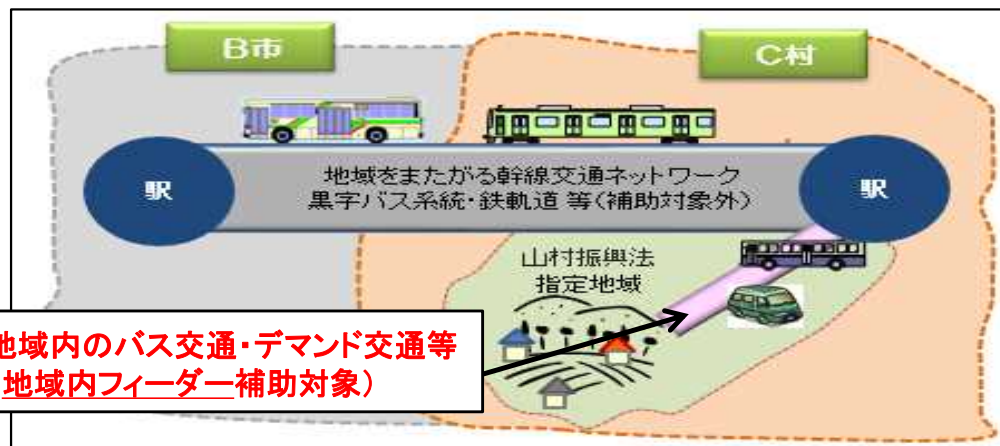 B市
C村
駅
地域をまたがる幹線交通ネットワーク
黒字バス系統・鉄軌道 等(補助対象外)
駅
山村振興法
指定地域
地域内のバス交通・デマンド交通等
地域内フィーダー補助対象)